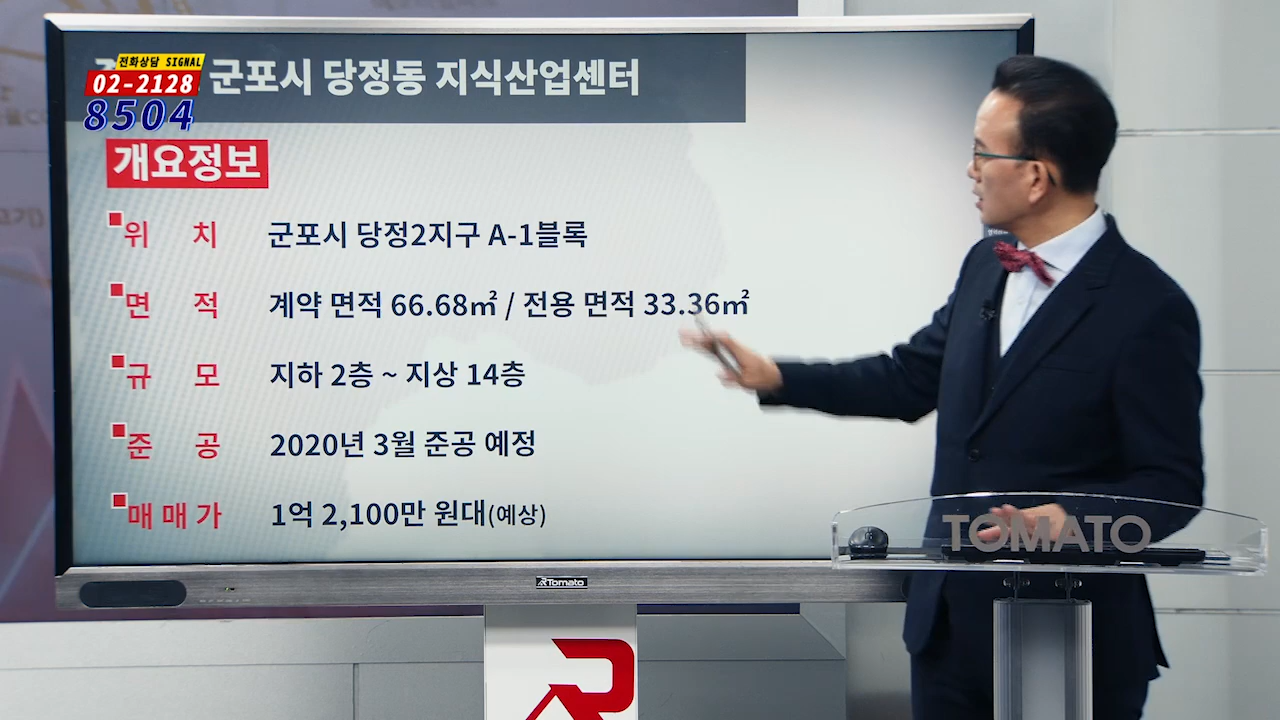 전화상담 SIGNAL
02-2128
8504
군포시 당정동 지식산업센터
개요정보
위 치 군포시 당정2지구 A-1블록
면 적 계약 면적 66.68㎡ / 전용 면적 33.36㎡
규 모 지하 2층 ~ 지상 14층
준 공 2020년 3월 준공 예정
매 매 가 1억 2,100만 원대(예상)
TOMATO
RTomato